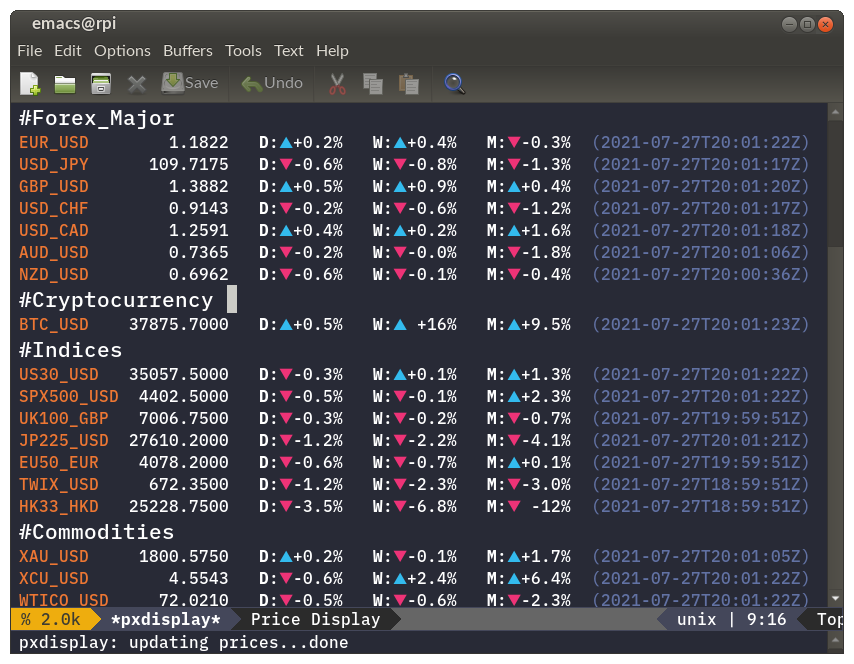 emacs@rpi
File Edit Options Buffers Tools Text Help
Save Undo
#Forex_Major
EUR_USD 1.1822 D:▲+0.2% W:▲+0.4% M:▼-0.3% (2021-07-27T20:01:22Z)
USD_JPY 109.7175 D:▼-0.6% W:▼-0.8% M:▼-1.3% (2021-07-27T20:01:17Z)
GBP_USD 1.3882 D:▲+0.5% W:▲+0.9% M:▲+0.4% (2021-07-27T20:01:20Z)
USD_CHF 0.9143 D:▼-0.2% W:▼-0.6% M:▼-1.2% (2021-07-27T20:01:17Z)
USD_CAD 1.2591 D:▲+0.4% W:▲+0.2% M:▲+1.6% (2021-07-27T20:01:18Z)
AUD_USD 0.7365 D:▼-0.2% W:▼-0.0% M:▼-1.8% (2021-07-27T20:01:06Z)
NZD_USD 0.6962 D:▼-0.6% W:▼-0.1% M:▼-0.4% (2021-07-27T20:00:36Z)
#Cryptocurrency
BTC_USD 37875.7000 D:▲+0.5% W:▲ +16% M:▲+9.5% (2021-07-27T20:01:23Z)
#Indices
US30_USD 35057.5000 D:▼-0.3% W:▲+0.1% M:▲+1.3% (2021-07-27T20:01:22Z)
SPX500_USD 4402.5000 D:▼-0.5% W:▼-0.1% M:▲+2.3% (2021-07-27T20:01:22Z)
UK100_GBP 7006.7500 D:▼-0.3% W:▼-0.2% M:▼-0.7% (2021-07-27T19:59:51Z)
JP225_USD 27610.2000 D:▼-1.2% W:▼-2.2% M:▼-4.1% (2021-07-27T20:01:21Z)
EU50_EUR 4078.2000 D:▼-0.6% W:▼-0.7% M:▲+0.1% (2021-07-27T19:59:51Z)
TWIX_USD 672.3500 D:▼-1.2% W:▼-2.3% M:▼-3.0% (2021-07-27T18:59:51Z)
HK33_HKD 25228.7500 D:▼-3.5% W:▼-6.8% M:▼ -12% (2021-07-27T18:59:51Z)
#Commodities
XAU_USD 1800.5750 D:▲+0.2% W:▼-0.1% M:▲+1.7% (2021-07-27T20:01:05Z)
XCU_USD 4.5543 D:▼-0.6% W:▲+2.4% M:▲+6.4% (2021-07-27T20:01:22Z)
WTICO_USD 72.0210 D:▼-0.5% W:▼-0.6% M:▼-2.3% (2021-07-27T20:01:22Z)
% 2.0k *pxdisplay* Price Display unix | 9:16 Top
pxdisplay: updating prices...done